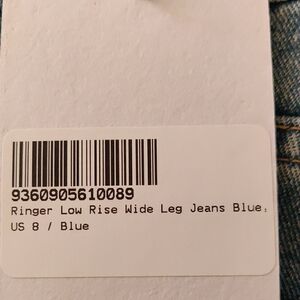 9360905610089
Ringer Low Rise Wide Leg Jeans Blue,
US 8 / Blue